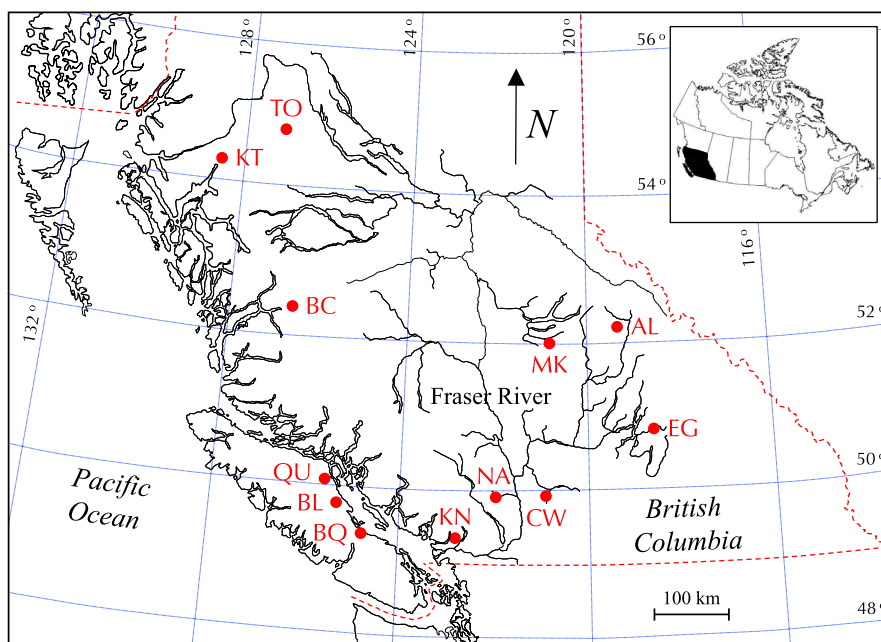 128 °
124 °
120 °
56 °
TO
N
KT
54 °
116 °
BC
132 °
AL
52 °
MK
Fraser River
EG
50 °
QU
NA
Pacific
Ocean
BL
CW
British
Columbia
KN
BQ
100 km
48 °